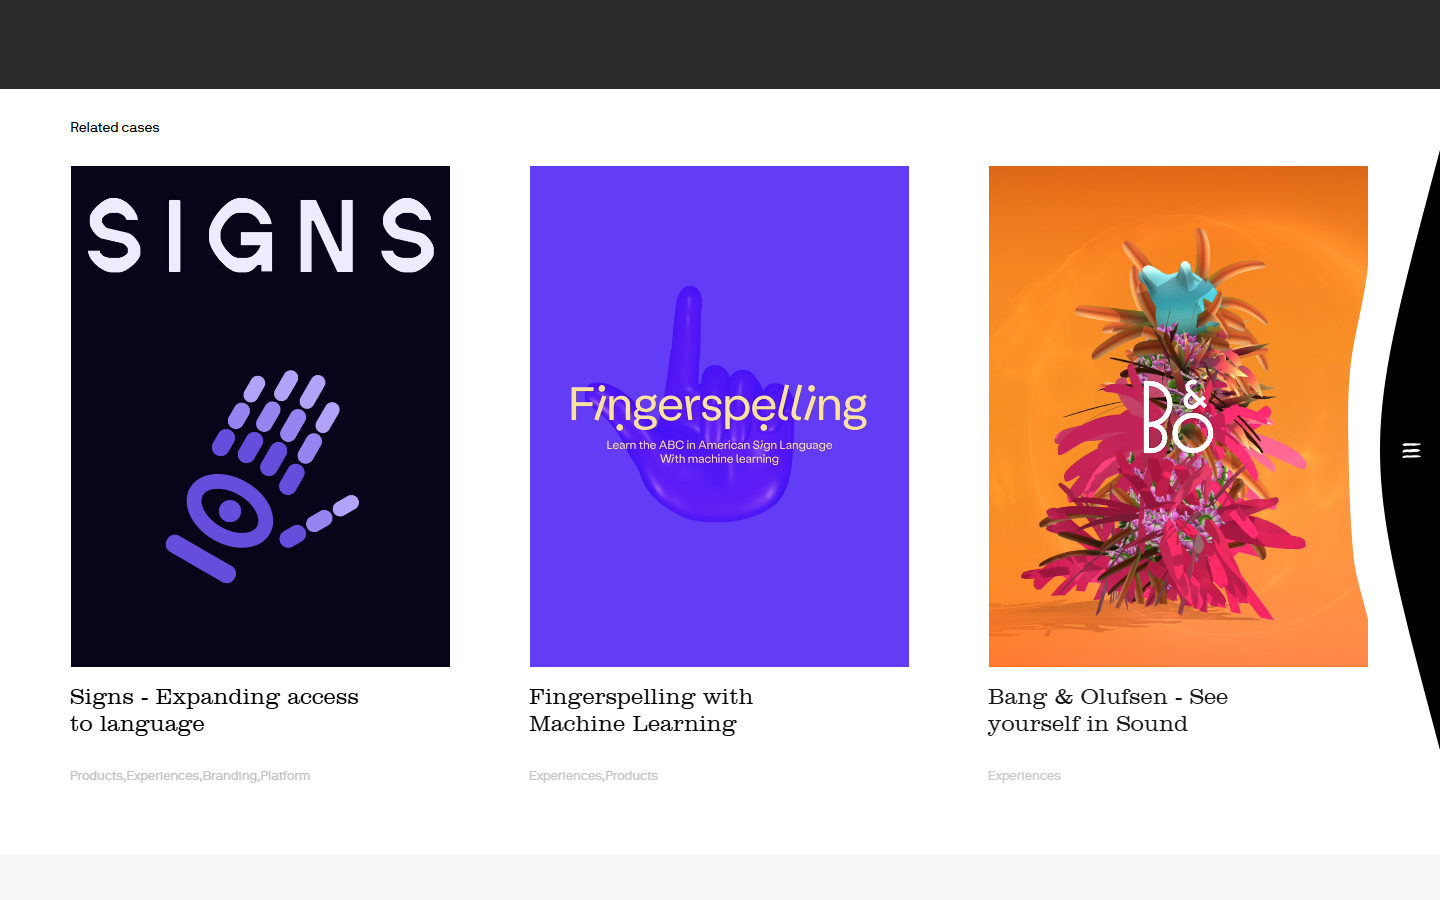 Related cases
SIGNS
Fingerspelling
Learn the ABC in American Sign Language
With machine learning
B&O
Signs - Expanding access
to language
Fingerspelling with
Machine Learning
Bang & Olufsen - See
yourself in Sound
Products,Experiences,Branding,Platform
Experiences,Products
Experiences